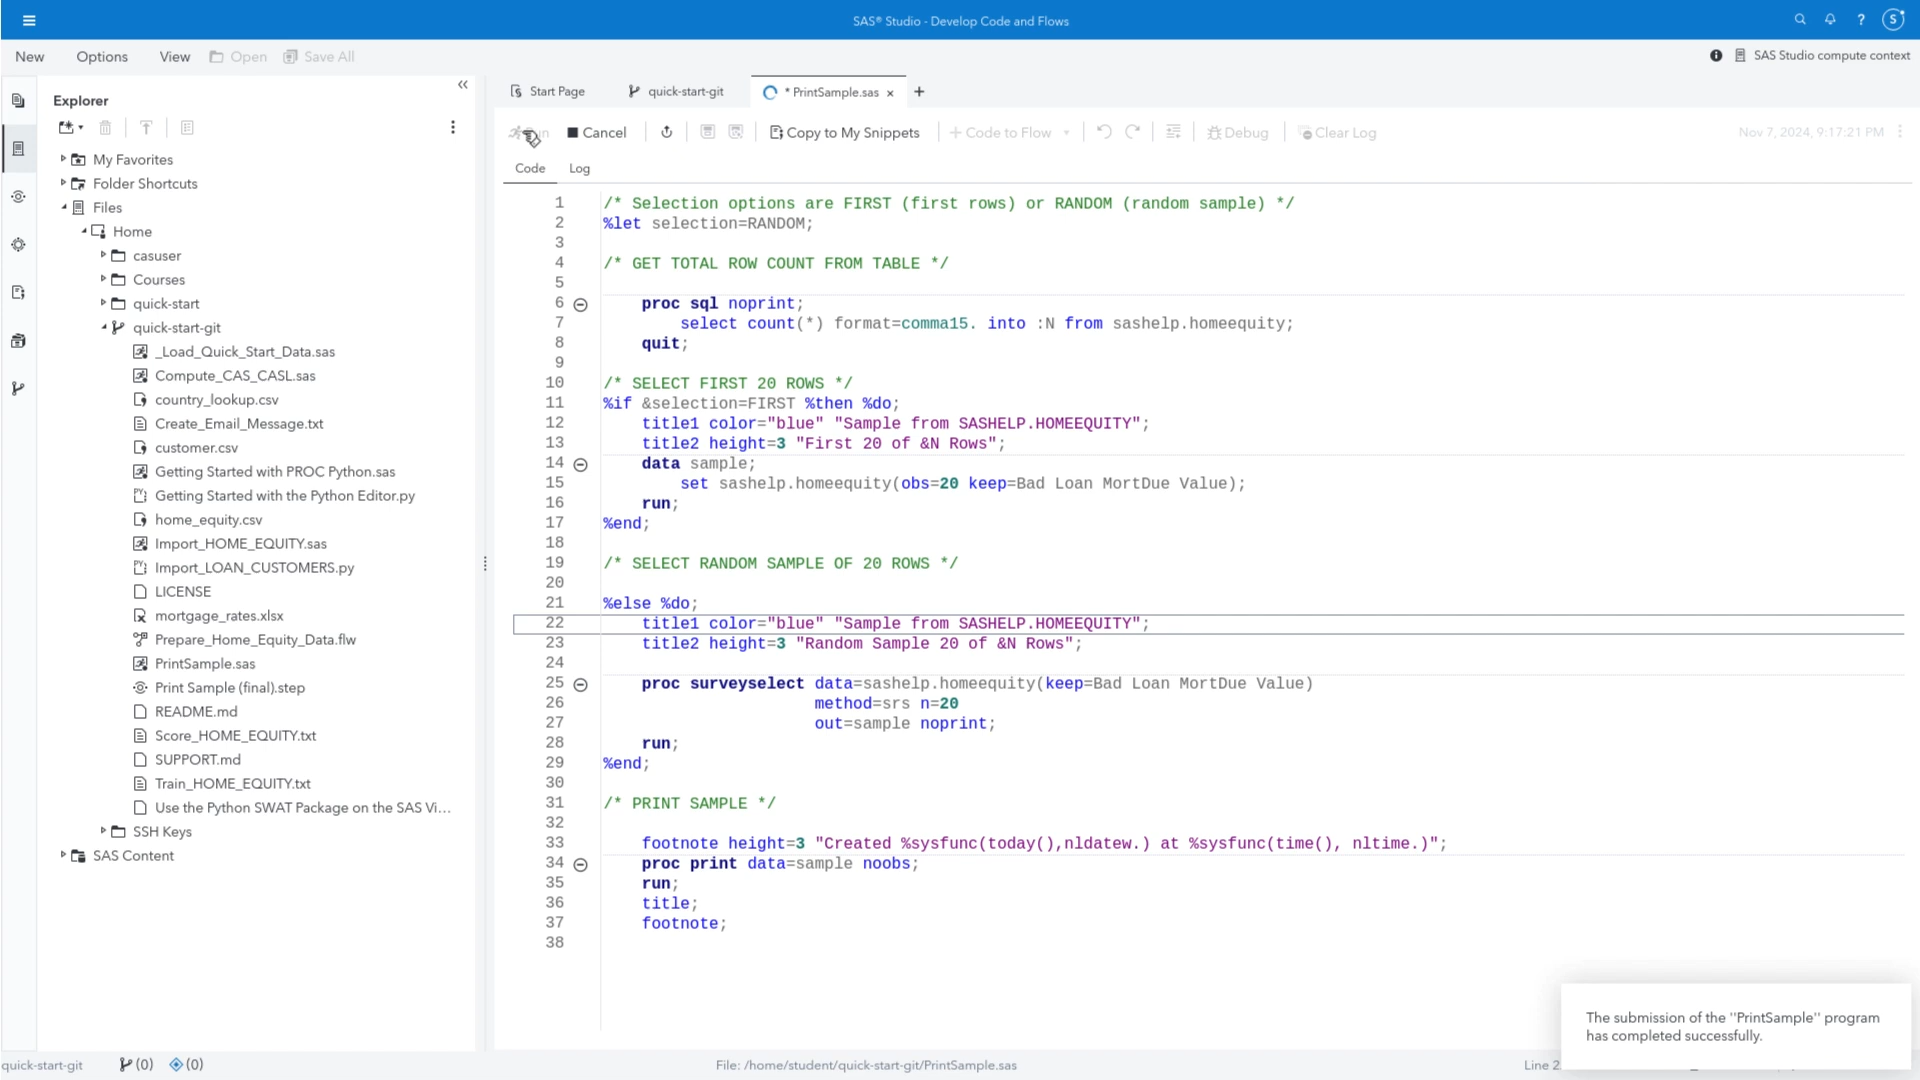 SAS® Studio - Develop Code and Flows
S
New
Options
View
Open
Save All
SAS Studio compute context
Explorer
My Favorites
Folder Shortcuts
Files
Home
casuser
Courses
quick-start
quick-start-git
_Load_Quick_Start_Data.sas
Compute_CAS_CASL.sas
country_lookup.csv
Create_Email_Message.txt
customer.csv
Getting Started with PROC Python.sas
Getting Started with the Python Editor.py
home_equity.csv
Import_HOME_EQUITY.sas
Import_LOAN_CUSTOMERS.py
LICENSE
mortgage_rates.xlsx
Prepare_Home_Equity_Data.flw
PrintSample.sas
Print Sample (final).step
README.md
Score_HOME_EQUITY.txt
SUPPORT.md
Train_HOME_EQUITY.txt
Use the Python SWAT Package on the SAS Vi...
SSH Keys
SAS Content
Start Page
quick-start-git
* PrintSample.sas
Cancel
Copy to My Snippets
Code to Flow
Debug
Clear Log
Nov 7, 2024, 9:17:21 PM
Code
Log
1 /* Selection options are FIRST (first rows) or RANDOM (random sample) */
2 %let selection=RANDOM;
3
4 /* GET TOTAL ROW COUNT FROM TABLE */
5
6 proc sql noprint;
7 select count(*) format=comma15. into :N from sashelp.homeequity;
8 quit;
9
10 /* SELECT FIRST 20 ROWS */
11 %if &selection=FIRST %then %do;
12 title1 color="blue" "Sample from SASHELP.HOMEEQUITY";
13 title2 height=3 "First 20 of &N Rows";
14 data sample;
15 set sashelp.homeequity(obs=20 keep=Bad Loan MortDue Value);
16 run;
17 %end;
18
19 /* SELECT RANDOM SAMPLE OF 20 ROWS */
20
21 %else %do;
22 title1 color="blue" "Sample from SASHELP.HOMEEQUITY";
23 title2 height=3 "Random Sample 20 of &N Rows";
24
25 proc surveyselect data=sashelp.homeequity(keep=Bad Loan MortDue Value)
26 method=srs n=20
27 out=sample noprint;
28 run;
29 %end;
30
31 /* PRINT SAMPLE */
32
33 footnote height=3 "Created %sysfunc(today(),nldatew.) at %sysfunc(time(), nltime.)";
34 proc print data=sample noobs;
35 run;
36 title;
37 footnote;
38
The submission of the ''PrintSample'' program
has completed successfully.
quick-start-git
(0)
(0)
File: /home/student/quick-start-git/PrintSample.sas
Line